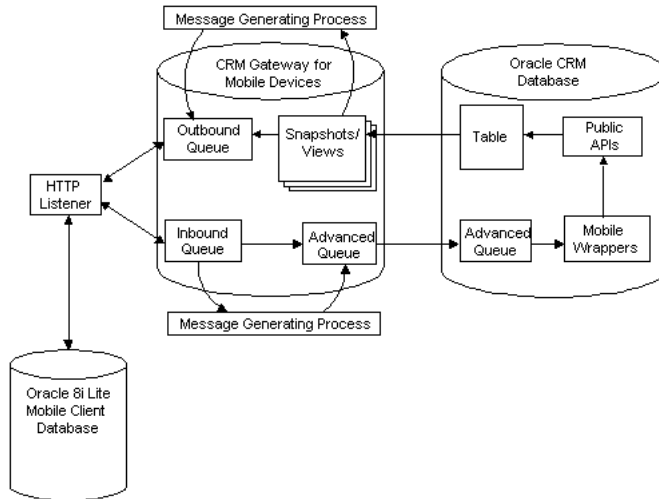 Message Generating Process
CRM Gateway for
Mobile Devices
Oracle CRM
Database
Outbound
Queue
Snapshots/
Views
Table
Public
APIs
HTTP
Listener
Inbound
Queue
Advanced
Queue
Advanced
Queue
Mobile
Wrappers
Message Generating Process
Oracle 8i Lite
Mobile Client
Database